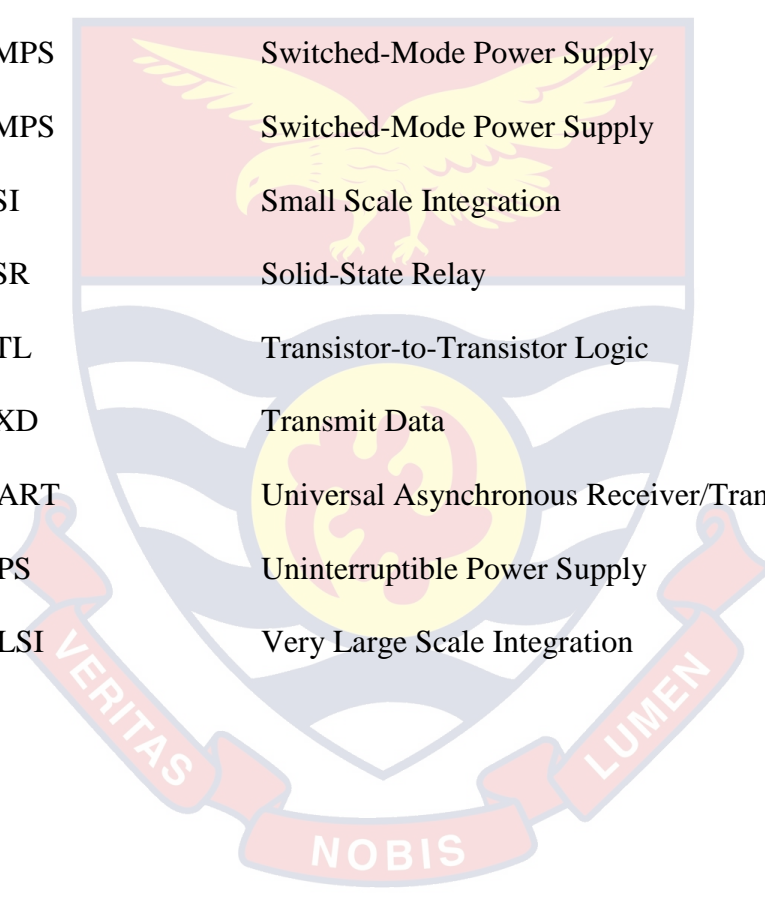 MPS Switched-Mode Power Supply
MPS Switched-Mode Power Supply
SI Small Scale Integration
SR Solid-State Relay
TL Transistor-to-Transistor Logic
XD Transmit Data
ART Universal Asynchronous Receiver/Tran
PS Uninterruptible Power Supply
LSI Very Large Scale Integration
VERITAS
NOBIS
LUMEN